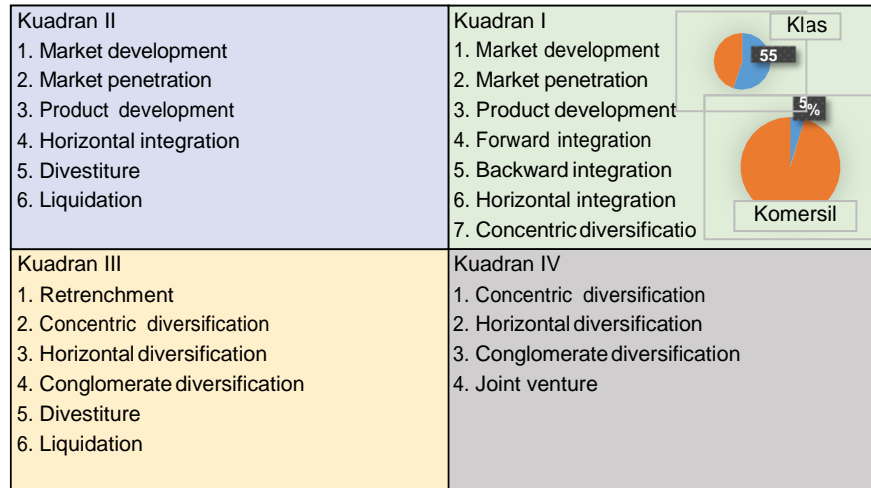 Kuadran II
1. Market development
2. Market penetration
3. Product development
4. Horizontal integration
5. Divestiture
6. Liquidation
Kuadran I
1. Market development
2. Market penetration
3. Product development
4. Forward integration
5. Backward integration
6. Horizontal integration
7. Concentric diversificatio
Klas
55
5%
Komersil
Kuadran III
1. Retrenchment
2. Concentric diversification
3. Horizontal diversification
4. Conglomerate diversification
5. Divestiture
6. Liquidation
Kuadran IV
1. Concentric diversification
2. Horizontal diversification
3. Conglomerate diversification
4. Joint venture